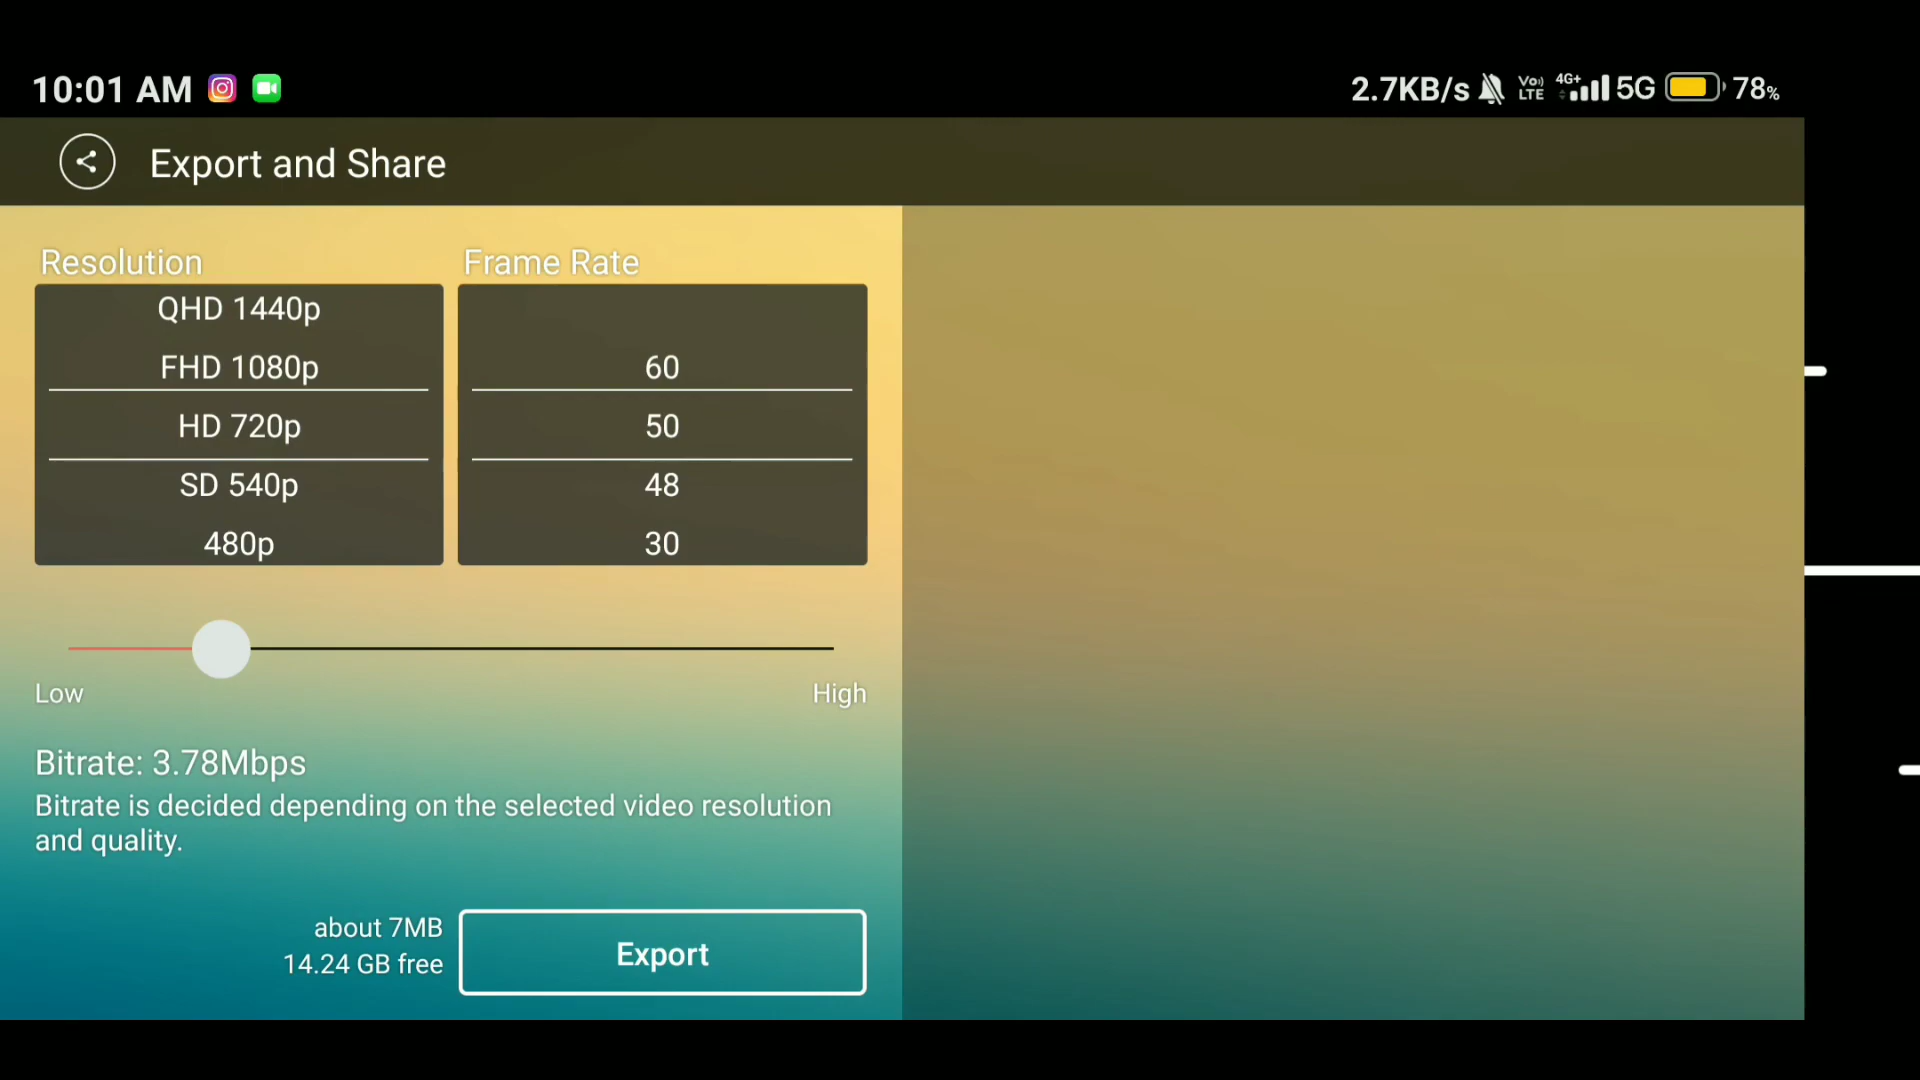 10:01 AM
2.7KB/s Vo)) LTE 4G+ 5G 78%
Export and Share
Resolution
QHD 1440p
FHD 1080p
HD 720p
SD 540p
480p
Frame Rate
60
50
48
30
Low
High
Bitrate: 3.78Mbps
Bitrate is decided depending on the selected video resolution
and quality.
about 7MB
14.24 GB free
Export